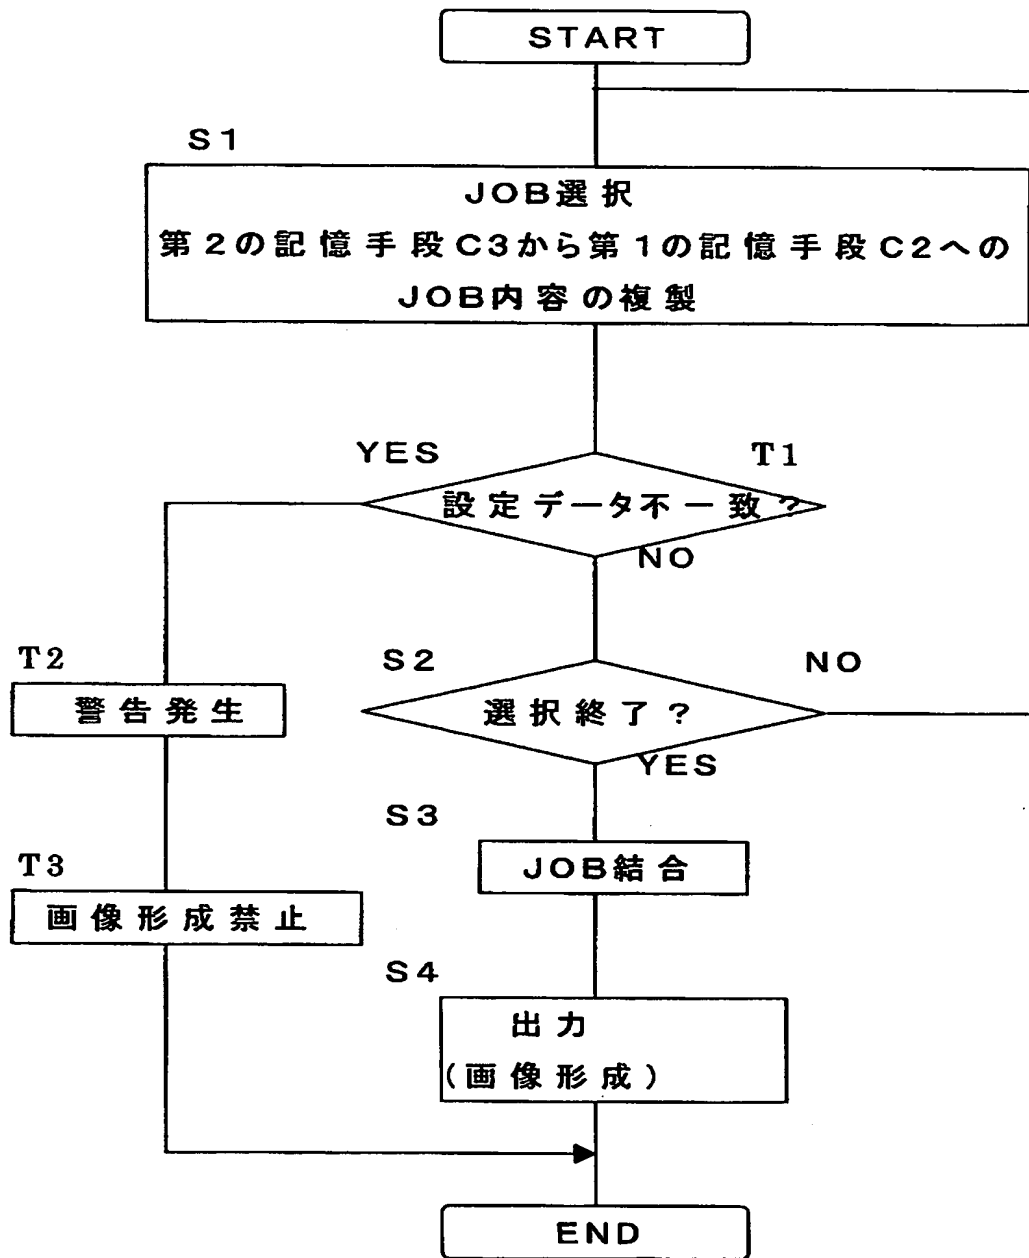 START
S1
JOB選択
第2の記憶手段C3から第1の記憶手段C2への
JOB内容の複製
YES
T1
設定データ不一致?
NO
T2
S2
NO
警告発生
選択終了?
YES
S3
T3
JOB結合
画像形成禁止
S4
出力
(画像形成)
END